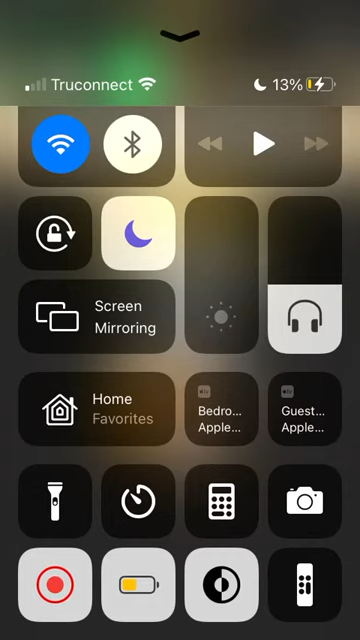 Truconnect
13%
Screen
Mirroring
Home
Favorites
Bedro...
Apple...
Guest...
Apple...